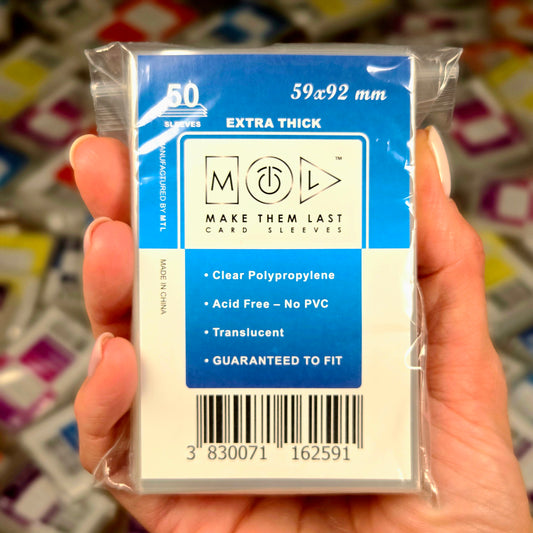 50
SLEEVES
59x92 mm
EXTRA THICK
MANUFACTURED BY MTL
MADE IN CHINA
M L ™
MAKE THEM LAST
CARD SLEEVES
• Clear Polypropylene
• Acid Free – No PVC
• Translucent
• GUARANTEED TO FIT
3 830071 162591